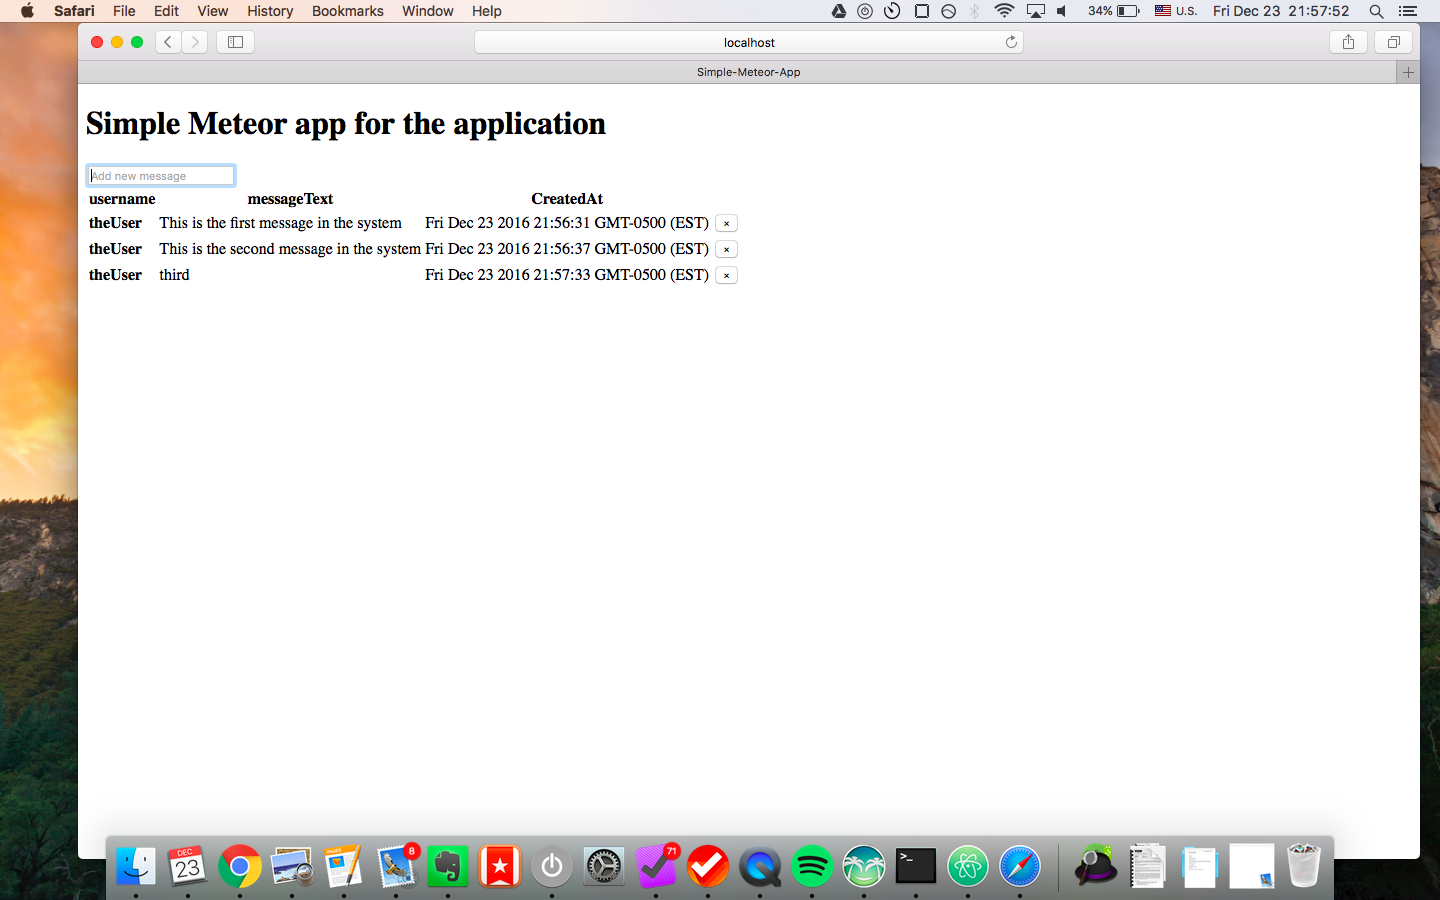 Safari File Edit View History Bookmarks Window Help 34% U.S. Fri Dec 23 21:57:52
localhost
Simple-Meteor-App
Simple Meteor app for the application
Add new message
username messageText CreatedAt
theUser This is the first message in the system Fri Dec 23 2016 21:56:31 GMT-0500 (EST) ×
theUser This is the second message in the system Fri Dec 23 2016 21:56:37 GMT-0500 (EST) ×
theUser third Fri Dec 23 2016 21:57:33 GMT-0500 (EST) ×
DEC
23
PAGES
8
71
>_